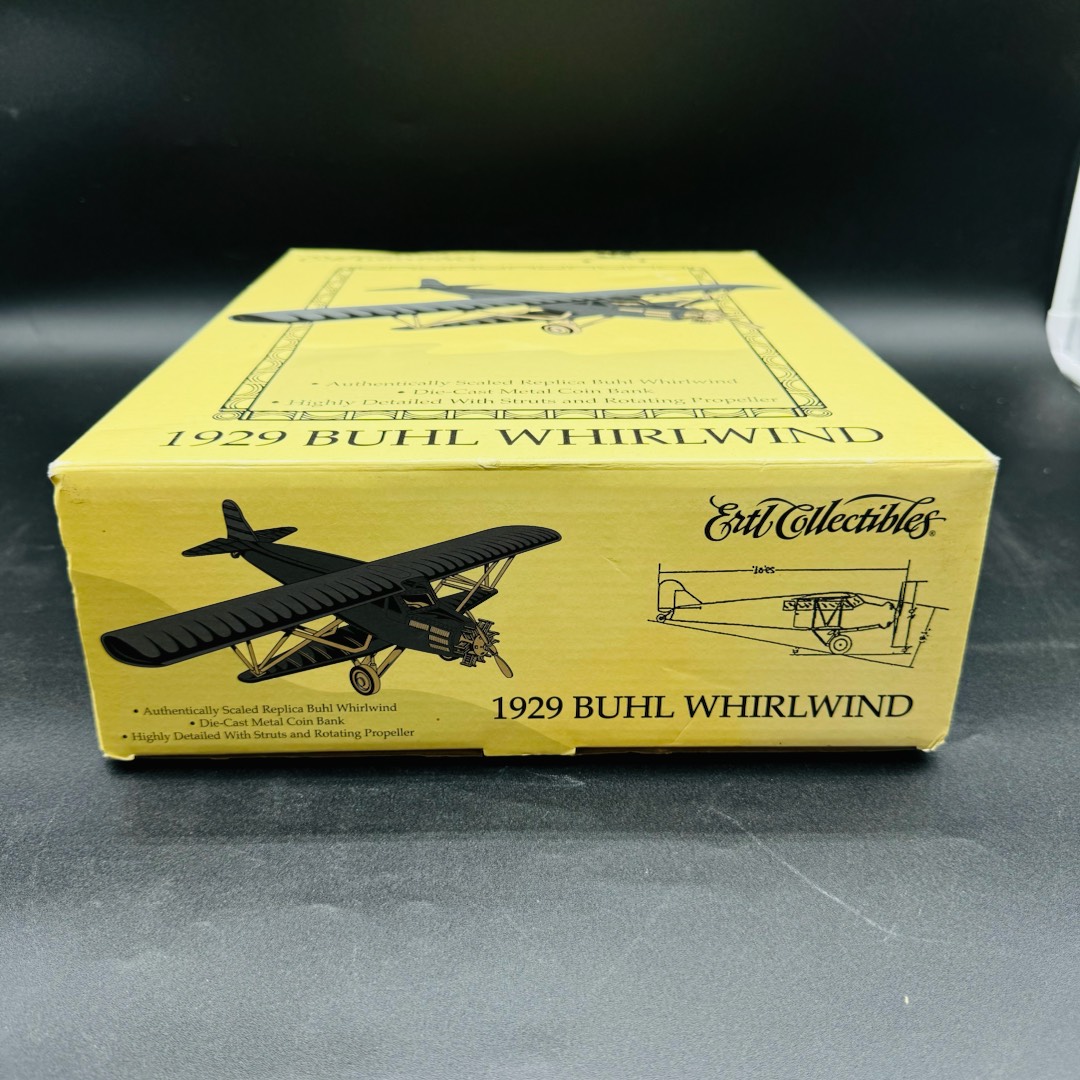 • Authentically Scaled Replica Buhl Whirlwind
• Die-Cast Metal Coin Bank
• Highly Detailed With Struts and Rotating Propeller
1929 BUHL WHIRLWIND
Ertl Collectibles®
• Authentically Scaled Replica Buhl Whirlwind
• Die-Cast Metal Coin Bank
• Highly Detailed With Struts and Rotating Propeller
1929 BUHL WHIRLWIND